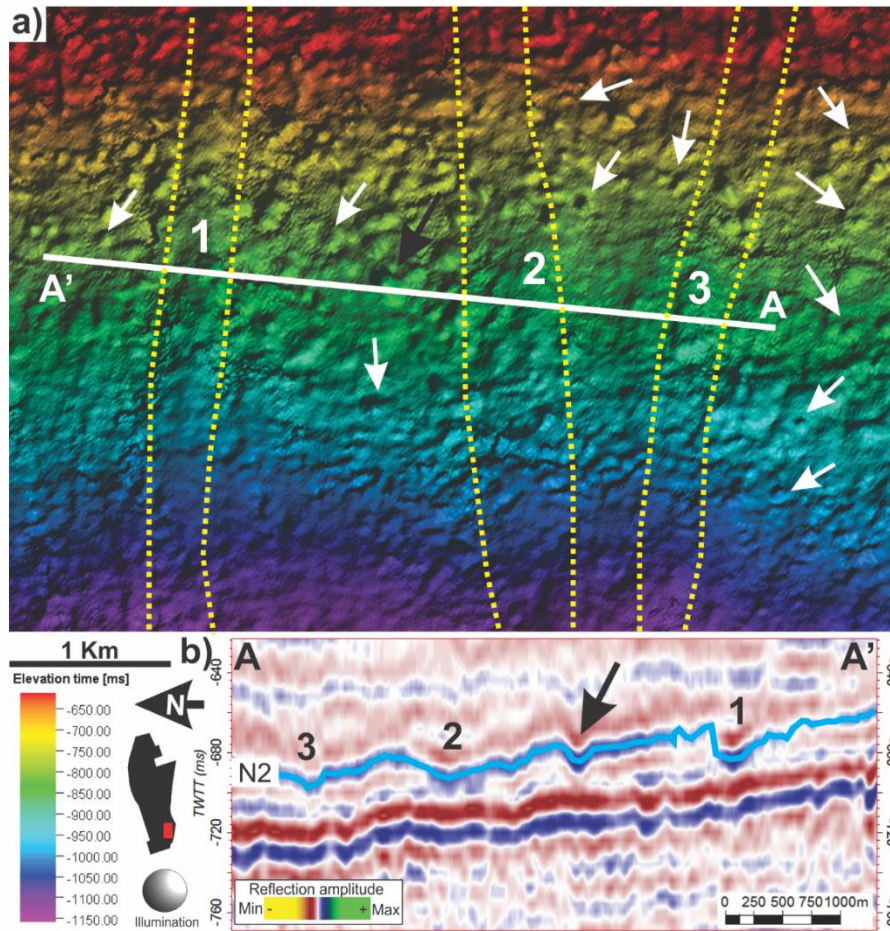 a)
1
2
3
A'
A
1 Km
b)
Elevation time [ms]
-650.00
-700.00
-750.00
-800.00
-850.00
-900.00
-950.00
-1000.00
-1050.00
-1100.00
-1150.00
N
Illumination
A
A'
-640
-680
-720
-760
TWTT (ms)
N2
3
2
1
Reflection amplitude
Min - + Max
0 250 500 750 1000m